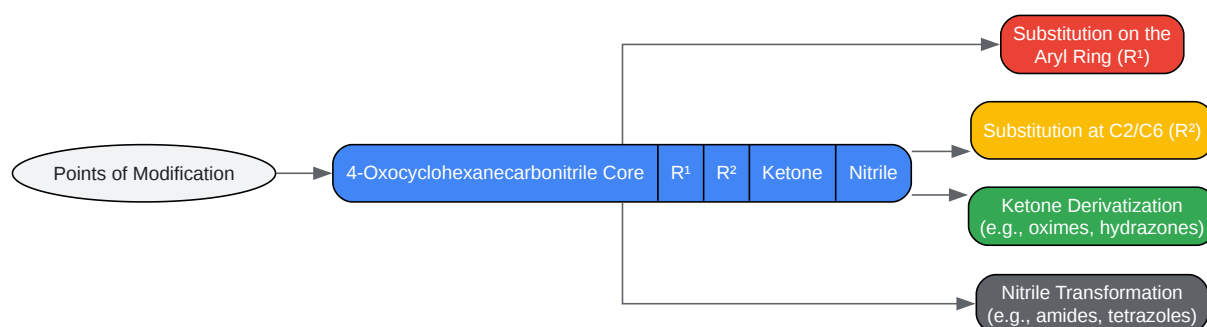 Points of Modification
4-Oxocyclohexanecarbonitrile Core
R¹
R²
Ketone
Nitrile
Substitution on the
Aryl Ring (R¹)
Substitution at C2/C6 (R²)
Ketone Derivatization
(e.g., oximes, hydrazones)
Nitrile Transformation
(e.g., amides, tetrazoles)